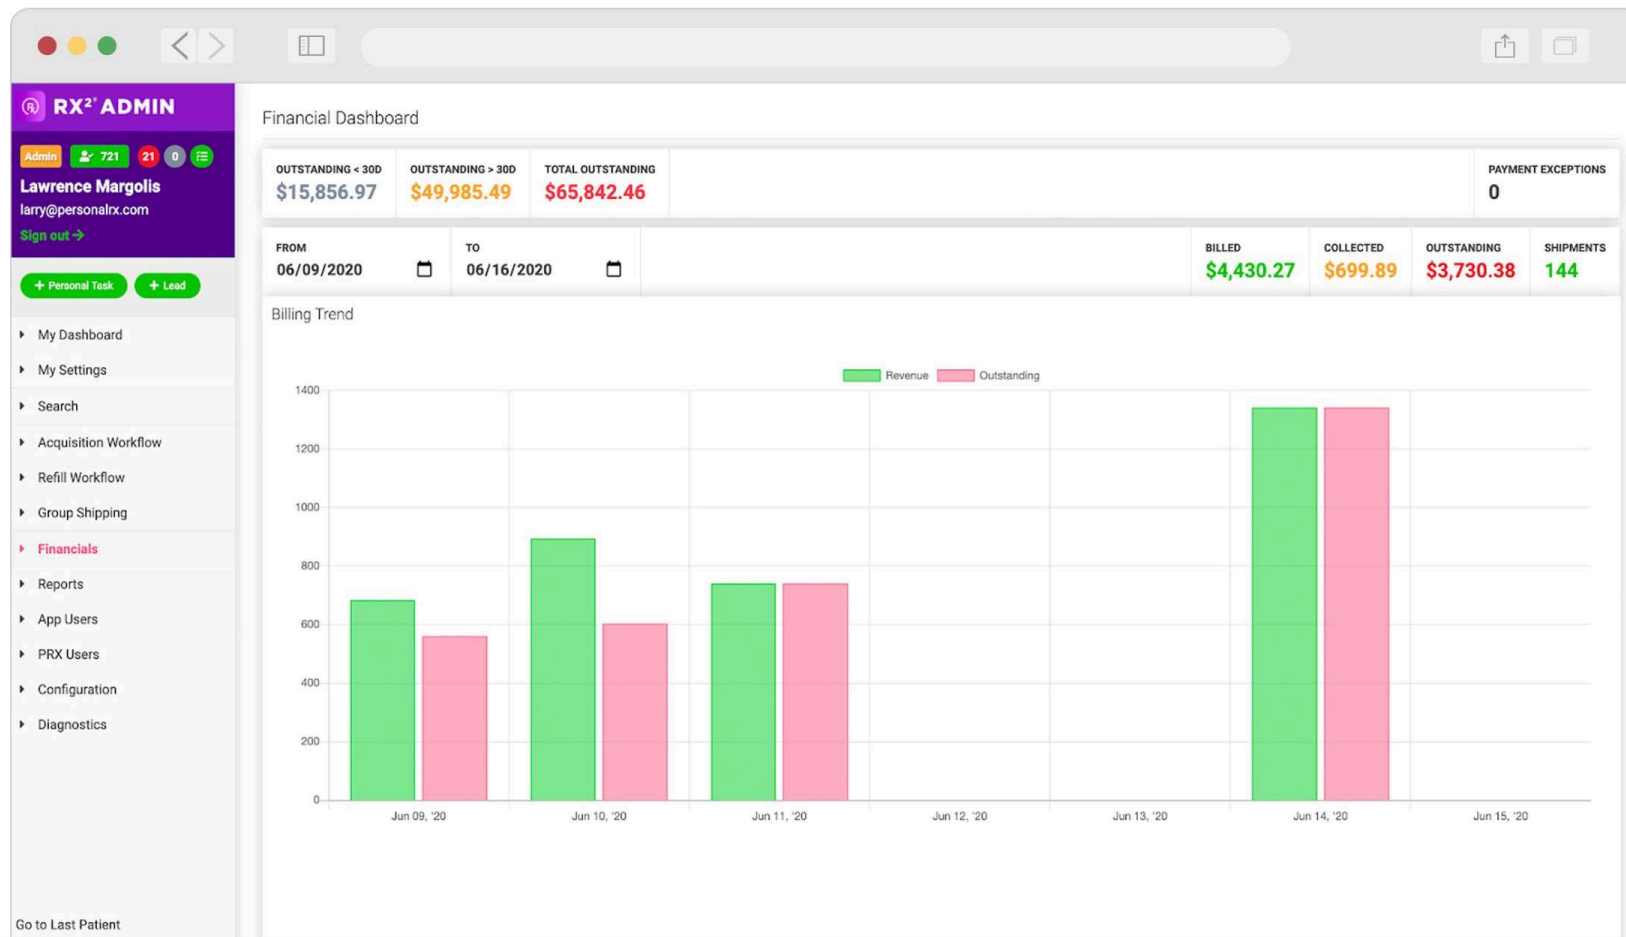 RX²° ADMIN
Admin 721 21 0
Lawrence Margolis
larry@personalrx.com
Sign out →
+ Personal Task + Lead
My Dashboard
My Settings
Search
Acquisition Workflow
Refill Workflow
Group Shipping
Financials
Reports
App Users
PRX Users
Configuration
Diagnostics
Go to Last Patient
Financial Dashboard
OUTSTANDING < 30D OUTSTANDING > 30D TOTAL OUTSTANDING PAYMENT EXCEPTIONS
$15,856.97 $49,985.49 $65,842.46 0
FROM TO BILLED COLLECTED OUTSTANDING SHIPMENTS
06/09/2020 06/16/2020 $4,430.27 $699.89 $3,730.38 144
Billing Trend
Revenue Outstanding
1400
1200
1000
800
600
400
200
0
Jun 09, '20 Jun 10, '20 Jun 11, '20 Jun 12, '20 Jun 13, '20 Jun 14, '20 Jun 15, '20